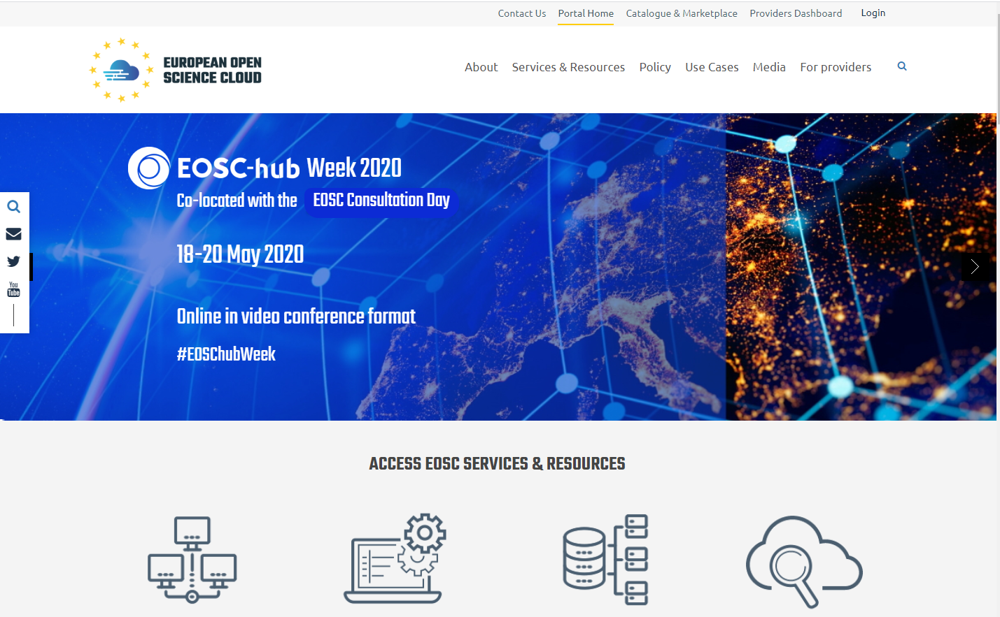 Contact Us Portal Home Catalogue & Marketplace Providers Dashboard Login
EUROPEAN OPEN
SCIENCE CLOUD
About Services & Resources Policy Use Cases Media For providers
EOSC-hub Week 2020
Co-located with the EOSC Consultation Day
18-20 May 2020
Online in video conference format
#EOSChubWeek
You
Tube
ACCESS EOSC SERVICES & RESOURCES